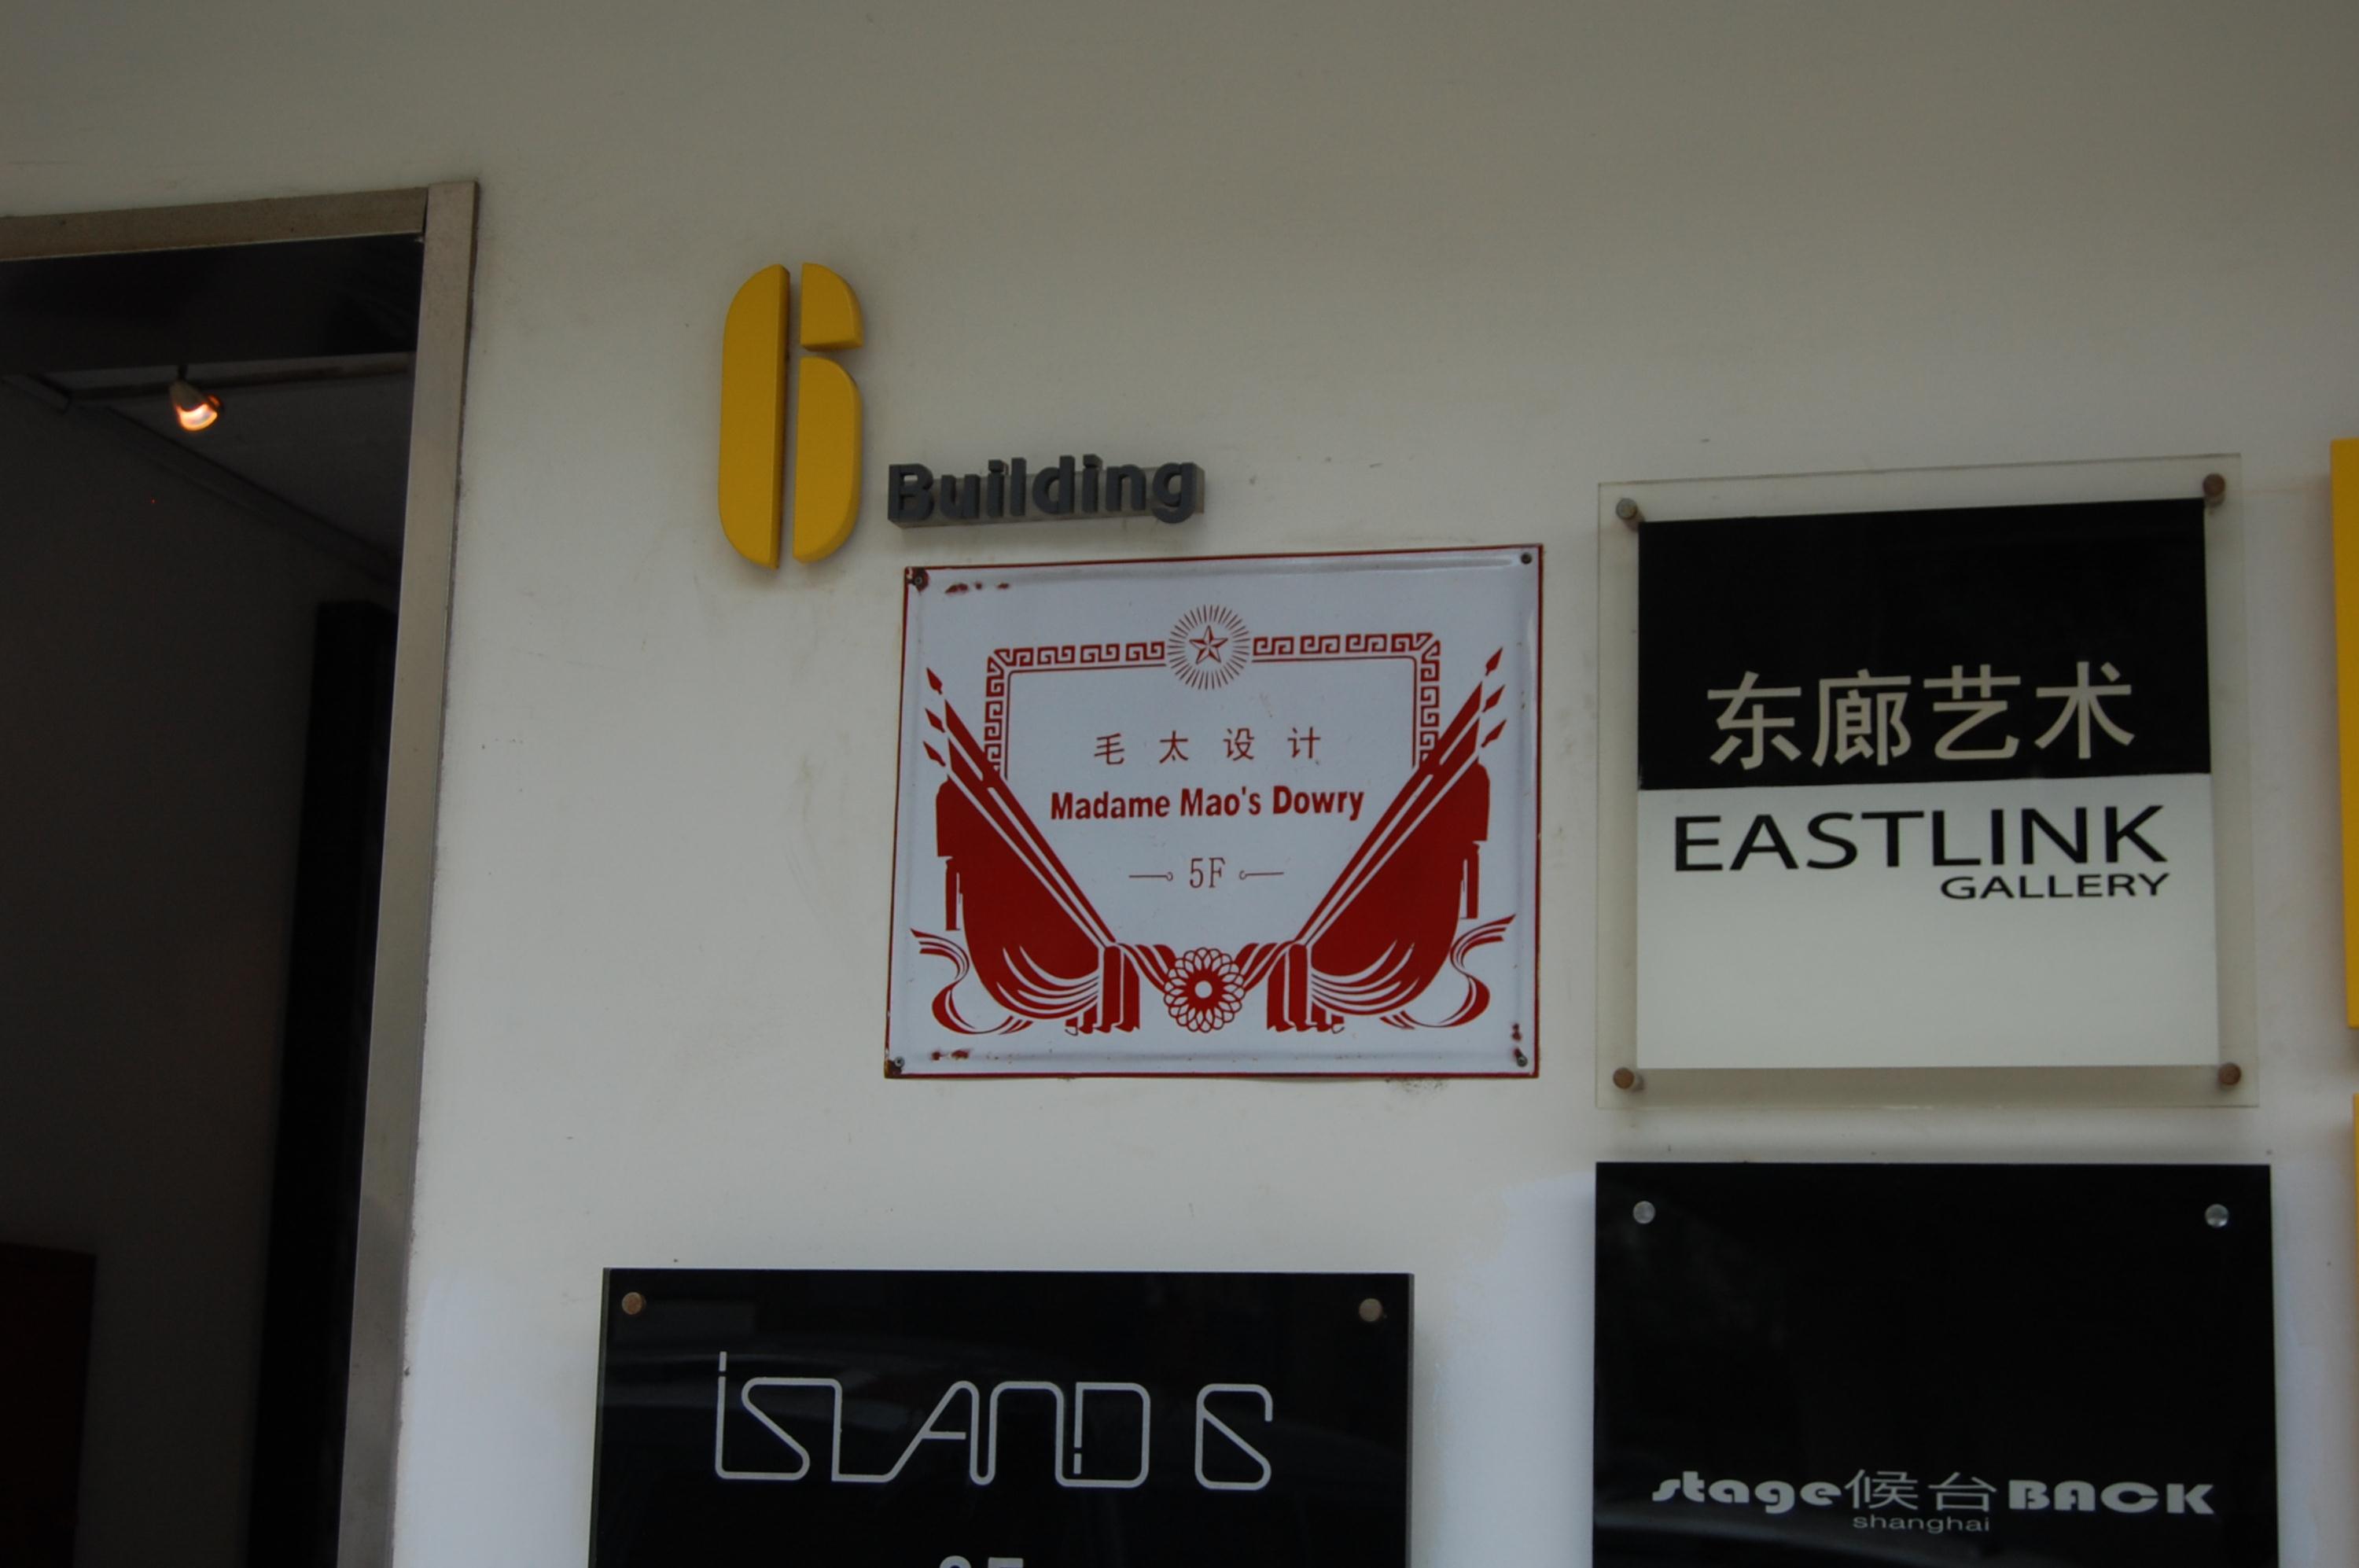 6
Building
毛太设计
Madame Mao's Dowry
5F
东廊艺术
EASTLINK
GALLERY
ISLAND 6
stage候台BACK
shanghai